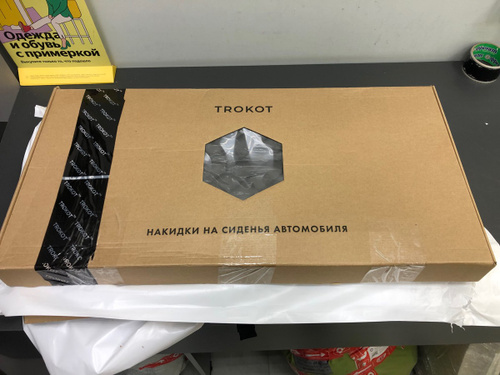 Одежда
и обувь
с примеркой
TROKOT
НАКИДКИ НА СИДЕНЬЯ АВТОМОБИЛЯ